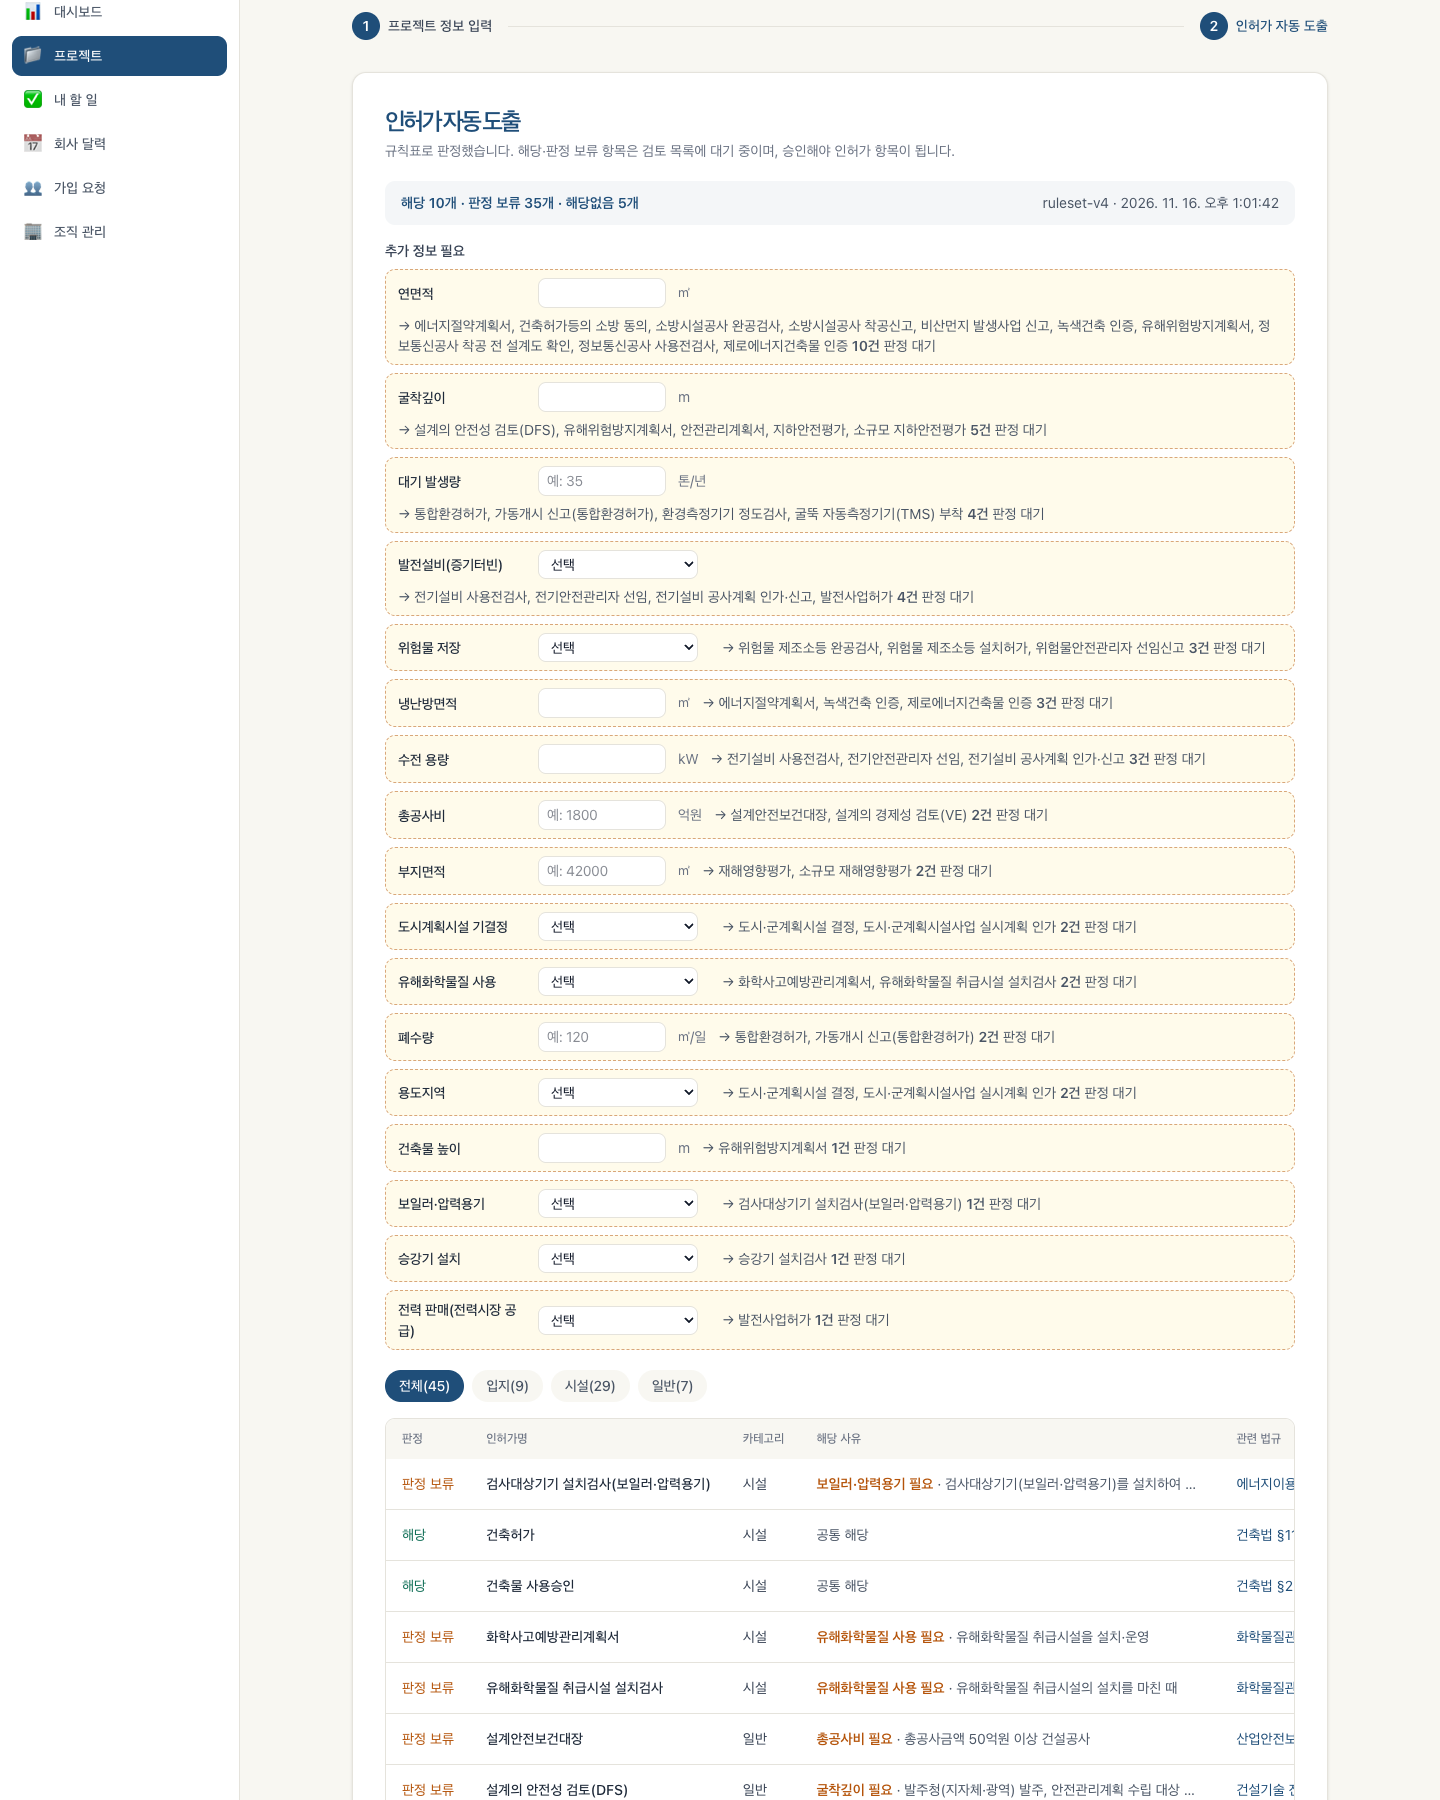 대시보드
프로젝트
내 할 일
회사 달력
가입 요청
조직 관리
1 프로젝트 정보 입력
2 인허가 자동 도출
인허가 자동 도출
규칙표로 판정했습니다. 해당·판정 보류 항목은 검토 목록에 대기 중이며, 승인해야 인허가 항목이 됩니다.
해당 10개 · 판정 보류 35개 · 해당없음 5개
ruleset-v4 · 2026. 11. 16. 오후 1:01:42
추가 정보 필요
연면적 ㎡
→ 에너지절약계획서, 건축허가등의 소방 동의, 소방시설공사 완공검사, 소방시설공사 착공신고, 비산먼지 발생사업 신고, 녹색건축 인증, 유해위험방지계획서, 정
보통신공사 착공 전 설계도 확인, 정보통신공사 사용전검사, 제로에너지건축물 인증 10건 판정 대기
굴착깊이 m
→ 설계의 안전성 검토(DFS), 유해위험방지계획서, 안전관리계획서, 지하안전평가, 소규모 지하안전평가 5건 판정 대기
대기 발생량 예: 35 톤/년
→ 통합환경허가, 가동개시 신고(통합환경허가), 환경측정기기 정도검사, 굴뚝 자동측정기기(TMS) 부착 4건 판정 대기
발전설비(증기터빈) 선택
→ 전기설비 사용전검사, 전기안전관리자 선임, 전기설비 공사계획 인가·신고, 발전사업허가 4건 판정 대기
위험물 저장 선택 → 위험물 제조소등 완공검사, 위험물 제조소등 설치허가, 위험물안전관리자 선임신고 3건 판정 대기
냉난방면적 ㎡ → 에너지절약계획서, 녹색건축 인증, 제로에너지건축물 인증 3건 판정 대기
수전 용량 kW → 전기설비 사용전검사, 전기안전관리자 선임, 전기설비 공사계획 인가·신고 3건 판정 대기
총공사비 예: 1800 억원 → 설계안전보건대장, 설계의 경제성 검토(VE) 2건 판정 대기
부지면적 예: 42000 ㎡ → 재해영향평가, 소규모 재해영향평가 2건 판정 대기
도시계획시설 기결정 선택 → 도시·군계획시설 결정, 도시·군계획시설사업 실시계획 인가 2건 판정 대기
유해화학물질 사용 선택 → 화학사고예방관리계획서, 유해화학물질 취급시설 설치검사 2건 판정 대기
폐수량 예: 120 ㎥/일 → 통합환경허가, 가동개시 신고(통합환경허가) 2건 판정 대기
용도지역 선택 → 도시·군계획시설 결정, 도시·군계획시설사업 실시계획 인가 2건 판정 대기
건축물 높이 m → 유해위험방지계획서 1건 판정 대기
보일러·압력용기 선택 → 검사대상기기 설치검사(보일러·압력용기) 1건 판정 대기
승강기 설치 선택 → 승강기 설치검사 1건 판정 대기
전력 판매(전력시장 공
급) 선택 → 발전사업허가 1건 판정 대기
전체(45) 입지(9) 시설(29) 일반(7)
판정 인허가명 카테고리 해당 사유 관련 법규
판정 보류 검사대상기기 설치검사(보일러·압력용기) 시설 보일러·압력용기 필요 · 검사대상기기(보일러·압력용기)를 설치하여 ... 에너지이용
해당 건축허가 시설 공통 해당 건축법 §11
해당 건축물 사용승인 시설 공통 해당 건축법 §2
판정 보류 화학사고예방관리계획서 시설 유해화학물질 사용 필요 · 유해화학물질 취급시설을 설치·운영 화학물질관
판정 보류 유해화학물질 취급시설 설치검사 시설 유해화학물질 사용 필요 · 유해화학물질 취급시설의 설치를 마친 때 화학물질관
판정 보류 설계안전보건대장 일반 총공사비 필요 · 총공사금액 50억원 이상 건설공사 산업안전보
판정 보류 설계의 안전성 검토(DFS) 일반 굴착깊이 필요 · 발주청(지자체·광역) 발주, 안전관리계획 수립 대상 ... 건설기술